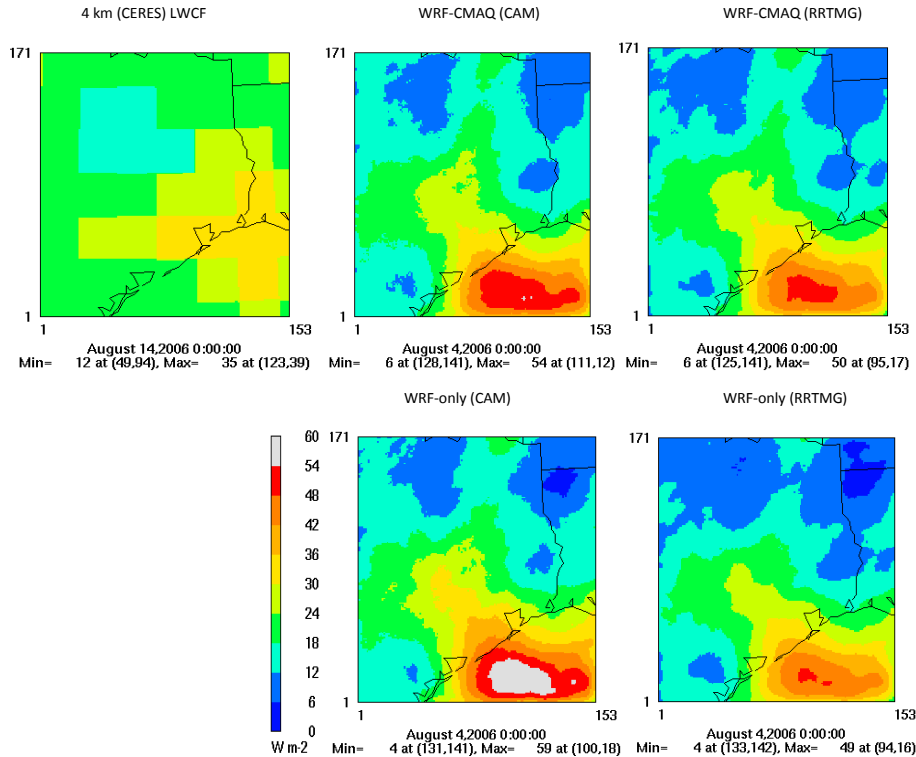 4 km (CERES) LWCF
WRF-CMAQ (CAM)
WRF-CMAQ (RRTMG)
171
1
1
153
August 14,2006 0:00:00
Min= 12 at (49,94), Max= 35 at (123,39)
171
1
1
153
August 4,2006 0:00:00
Min= 6 at (128,141), Max= 54 at (111,12)
171
1
1
153
August 4,2006 0:00:00
Min= 6 at (125,141), Max= 50 at (95,17)
WRF-only (CAM)
WRF-only (RRTMG)
60
54
48
42
36
30
24
18
12
6
0
W m-2
171
1
1
153
August 4,2006 0:00:00
Min= 4 at (131,141), Max= 59 at (100,18)
171
1
1
153
August 4,2006 0:00:00
Min= 4 at (133,142), Max= 49 at (94,16)